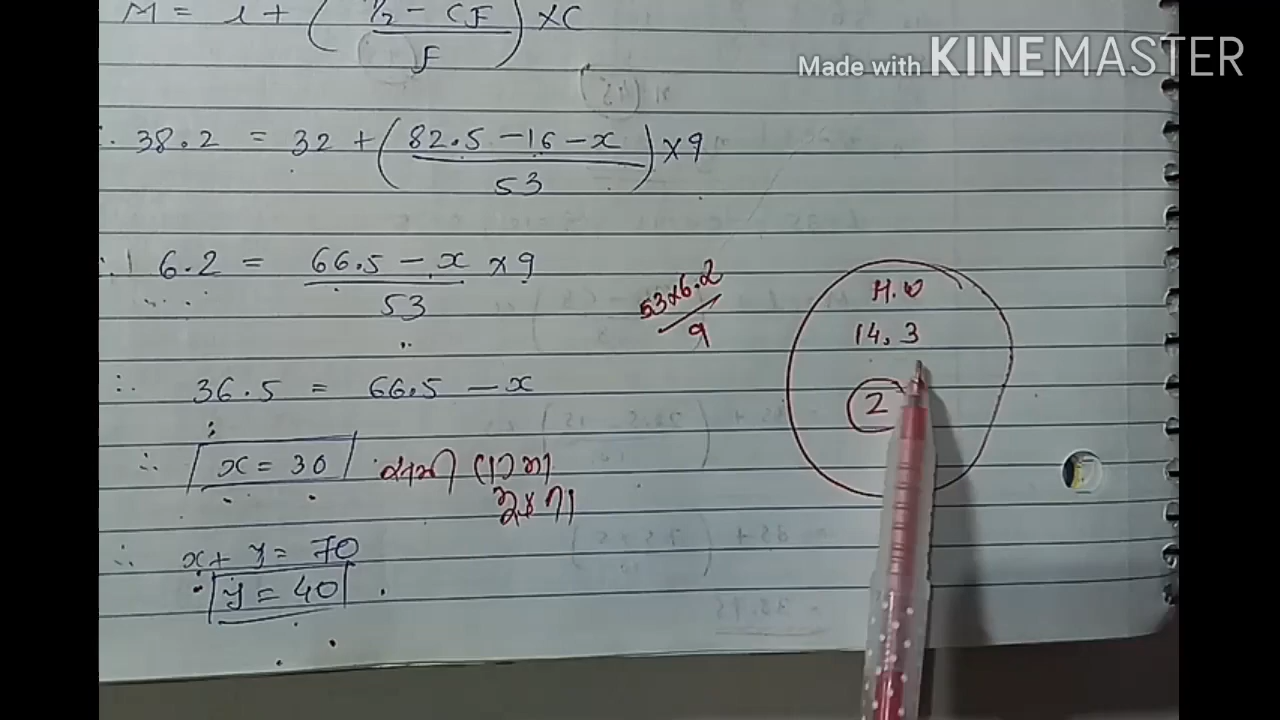 Made with KINEMASTER
M = l + ( n/2 - CF / F ) × C
∴ 38.2 = 32 + ( 82.5 - 16 - x / 53 ) × 9
∴ 6.2 = 66.5 - x / 53 × 9
53×6.2 / 9
H.W
14.3
2
∴ 36.5 = 66.5 - x
∴ x = 30
∴ x + y = 70
y = 40